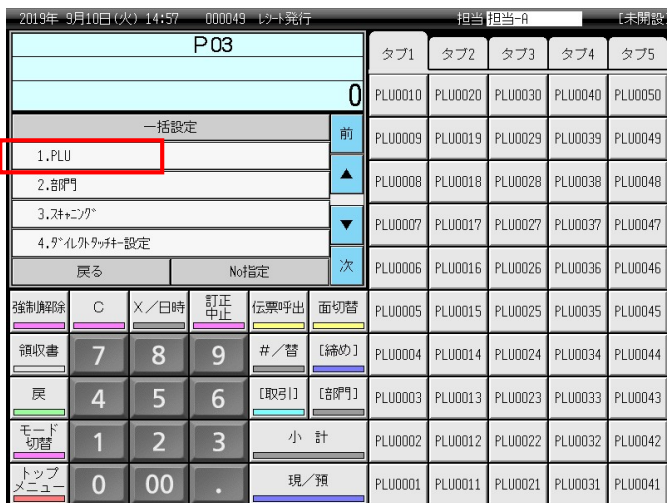 2019年 9月10日(火) 14:57 000049 ﾚｼｰﾄ発行 担当 担当-A [未開設
P03
0
一括設定
前
1.PLU
2.部門
▲
3.ｽｷｬﾆﾝｸﾞ
▼
4.ﾀﾞｲﾚｸﾄﾀｯﾁｷｰ設定
戻る No指定 次
強制解除 C X／日時 訂正中止 伝票呼出 面切替
領収書 7 8 9 #／替 [締め]
戻 4 5 6 [取引] [部門]
モード切替 1 2 3 小 計
トップメニュー 0 00 . 現／預
タブ1 タブ2 タブ3 タブ4 タブ5
PLU0010 PLU0020 PLU0030 PLU0040 PLU0050
PLU0009 PLU0019 PLU0029 PLU0039 PLU0049
PLU0008 PLU0018 PLU0028 PLU0038 PLU0048
PLU0007 PLU0017 PLU0027 PLU0037 PLU0047
PLU0006 PLU0016 PLU0026 PLU0036 PLU0046
PLU0005 PLU0015 PLU0025 PLU0035 PLU0045
PLU0004 PLU0014 PLU0024 PLU0034 PLU0044
PLU0003 PLU0013 PLU0023 PLU0033 PLU0043
PLU0002 PLU0012 PLU0022 PLU0032 PLU0042
PLU0001 PLU0011 PLU0021 PLU0031 PLU0041